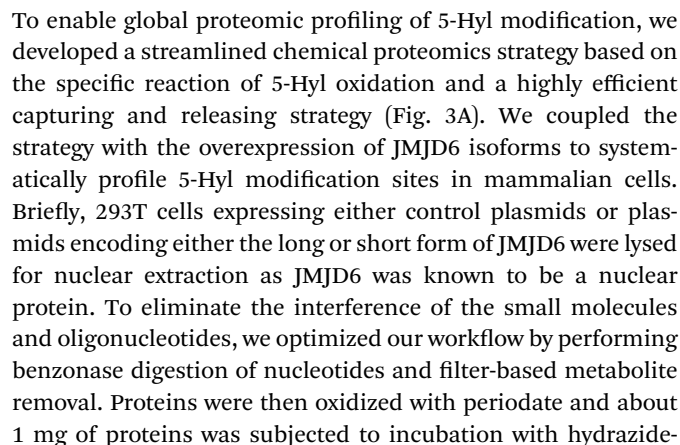 To enable global proteomic profiling of 5-Hyl modification, we
developed a streamlined chemical proteomics strategy based on
the specific reaction of 5-Hyl oxidation and a highly efficient
capturing and releasing strategy (Fig. 3A). We coupled the
strategy with the overexpression of JMJD6 isoforms to system-
atically profile 5-Hyl modification sites in mammalian cells.
Briefly, 293T cells expressing either control plasmids or plas-
mids encoding either the long or short form of JMJD6 were lysed
for nuclear extraction as JMJD6 was known to be a nuclear
protein. To eliminate the interference of the small molecules
and oligonucleotides, we optimized our workflow by performing
benzonase digestion of nucleotides and filter-based metabolite
removal. Proteins were then oxidized with periodate and about
1 mg of proteins was subjected to incubation with hydrazide-